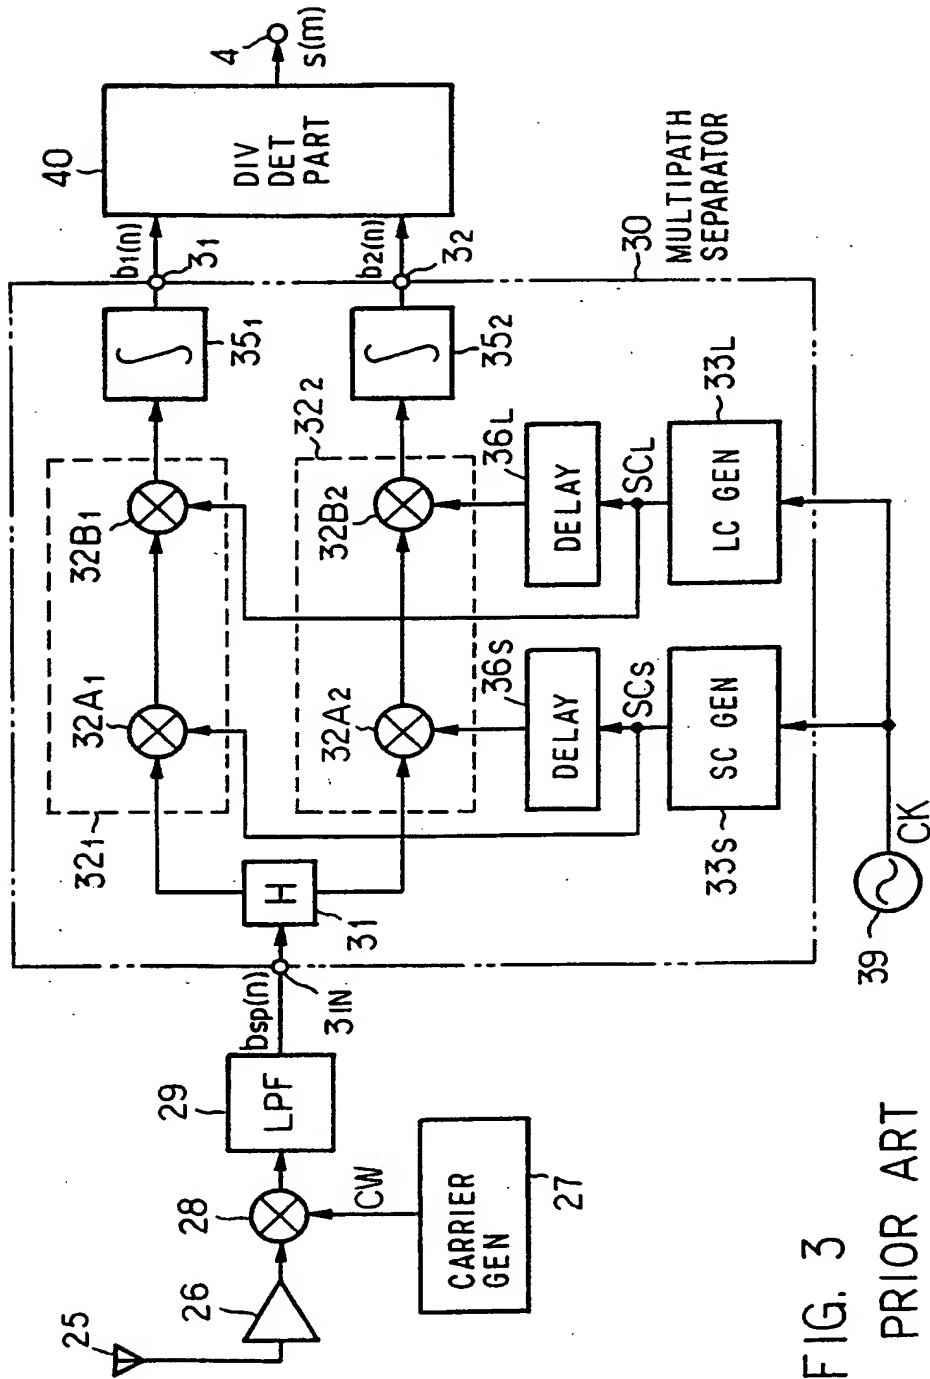 25
26
28
29
LPF
bsp(n)
3IN
CW
CARRIER
GEN
27
31
H
321
32A1
32B1
351
b1(n)
31
40
DIV
DET
PART
4
s(m)
322
32A2
32B2
352
b2(n)
32
30
MULTIPATH
SEPARATOR
36S
DELAY
36L
DELAY
SCS
SCL
33S
SC GEN
33L
LC GEN
39
CK
FIG. 3
PRIOR ART